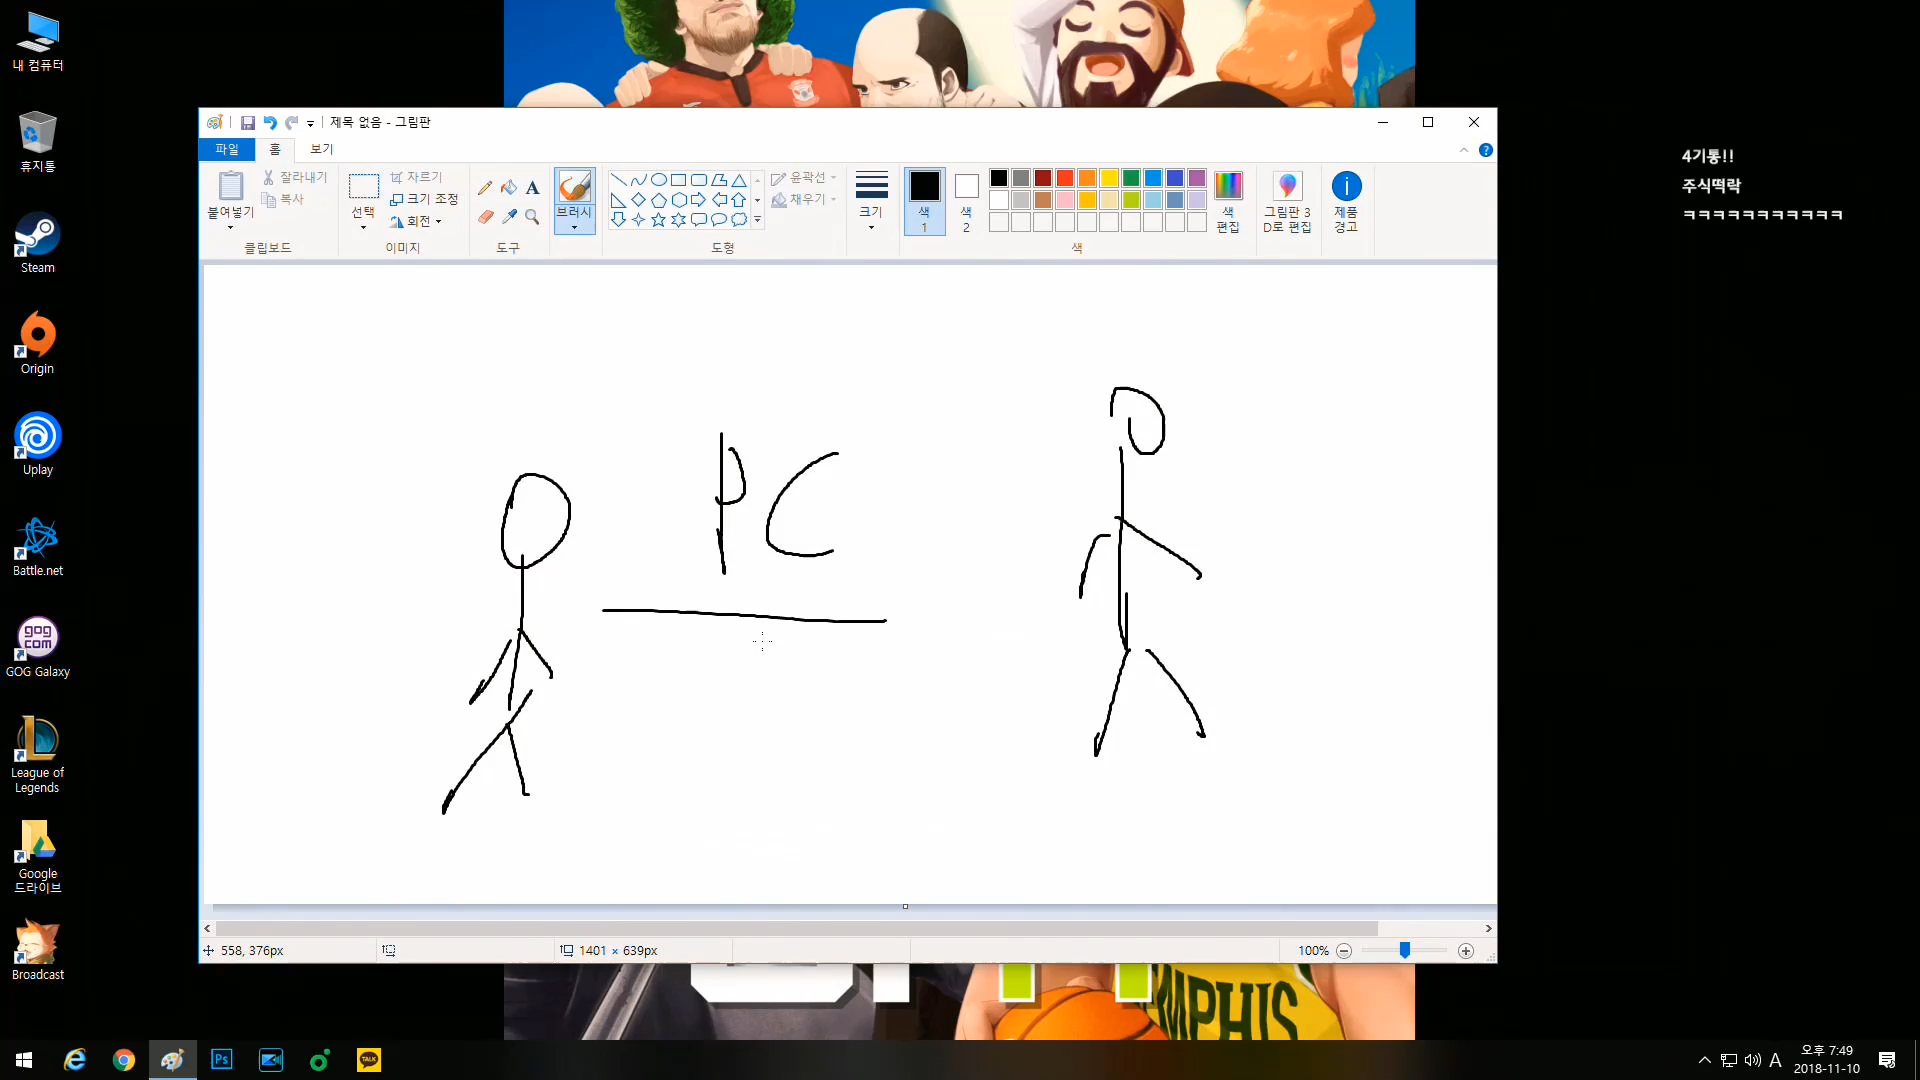 내 컴퓨터
휴지통
Steam
Origin
Uplay
Battle.net
gog
com
GOG Galaxy
League of
Legends
Google
드라이브
Broadcast
제목 없음 - 그림판
파일
홈
보기
붙여넣기
잘라내기
복사
클립보드
선택
자르기
크기 조정
회전
이미지
A
도구
브러시
윤곽선
채우기
도형
크기
색
1
색
2
색
편집
색
그림판 3
D로 편집
제품
경고
PC
558, 376px
1401 × 639px
100%
4기통!!
주식떡락
ㅋㅋㅋㅋㅋㅋㅋㅋㅋㅋㅋ
MPHIS
Ps
TALK
A
오후 7:49
2018-11-10